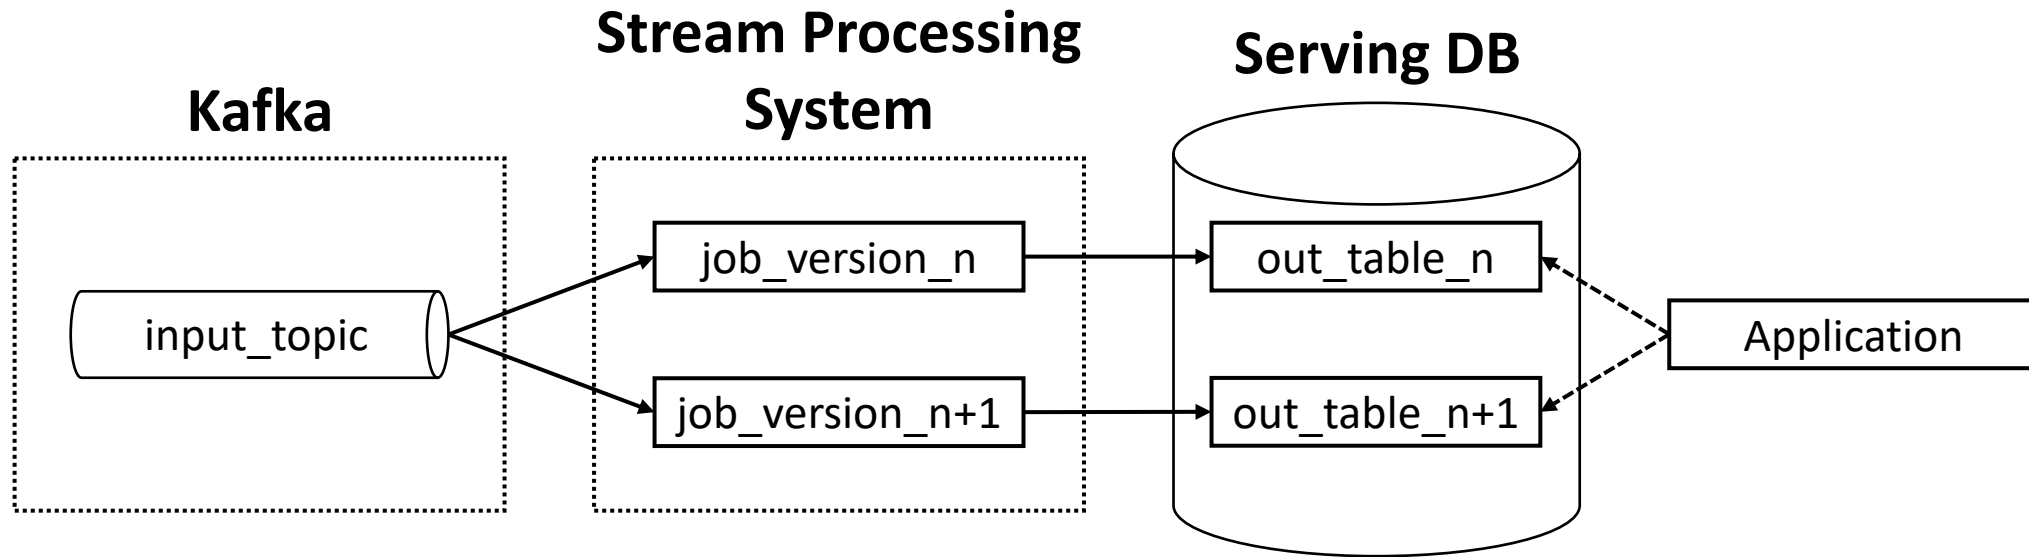 Kafka
Stream Processing
System
Serving DB
input_topic
job_version_n
job_version_n+1
out_table_n
out_table_n+1
Application